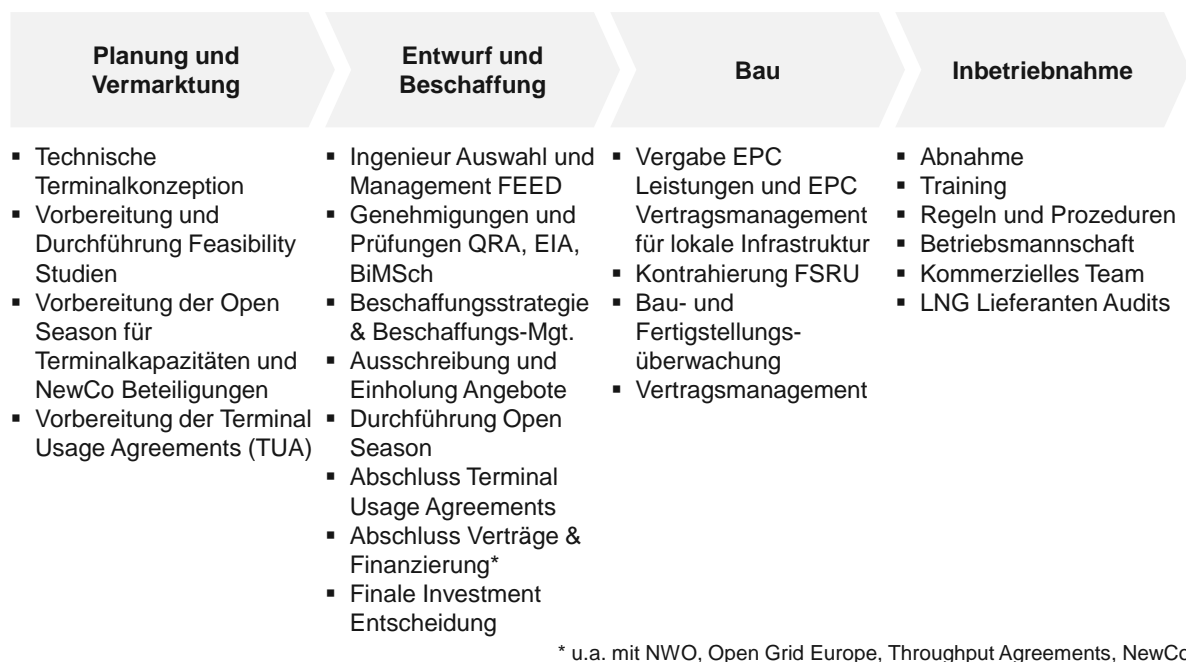 Planung und
Vermarktung
Entwurf und
Beschaffung
Bau
Inbetriebnahme
▪ Technische
Terminalkonzeption
▪ Vorbereitung und
Durchführung Feasibility
Studien
▪ Vorbereitung der Open
Season für
Terminalkapazitäten und
NewCo Beteiligungen
▪ Vorbereitung der Terminal
Usage Agreements (TUA)
▪ Ingenieur Auswahl und
Management FEED
▪ Genehmigungen und
Prüfungen QRA, EIA,
BiMSch
▪ Beschaffungsstrategie
& Beschaffungs-Mgt.
▪ Ausschreibung und
Einholung Angebote
▪ Durchführung Open
Season
▪ Abschluss Terminal
Usage Agreements
▪ Abschluss Verträge &
Finanzierung*
▪ Finale Investment
Entscheidung
▪ Vergabe EPC
Leistungen und EPC
Vertragsmanagement
für lokale Infrastruktur
▪ Kontrahierung FSRU
▪ Bau- und
Fertigstellungs-
überwachung
▪ Vertragsmanagement
▪ Abnahme
▪ Training
▪ Regeln und Prozeduren
▪ Betriebsmannschaft
▪ Kommerzielles Team
▪ LNG Lieferanten Audits
* u.a. mit NWO, Open Grid Europe, Throughput Agreements, NewCo